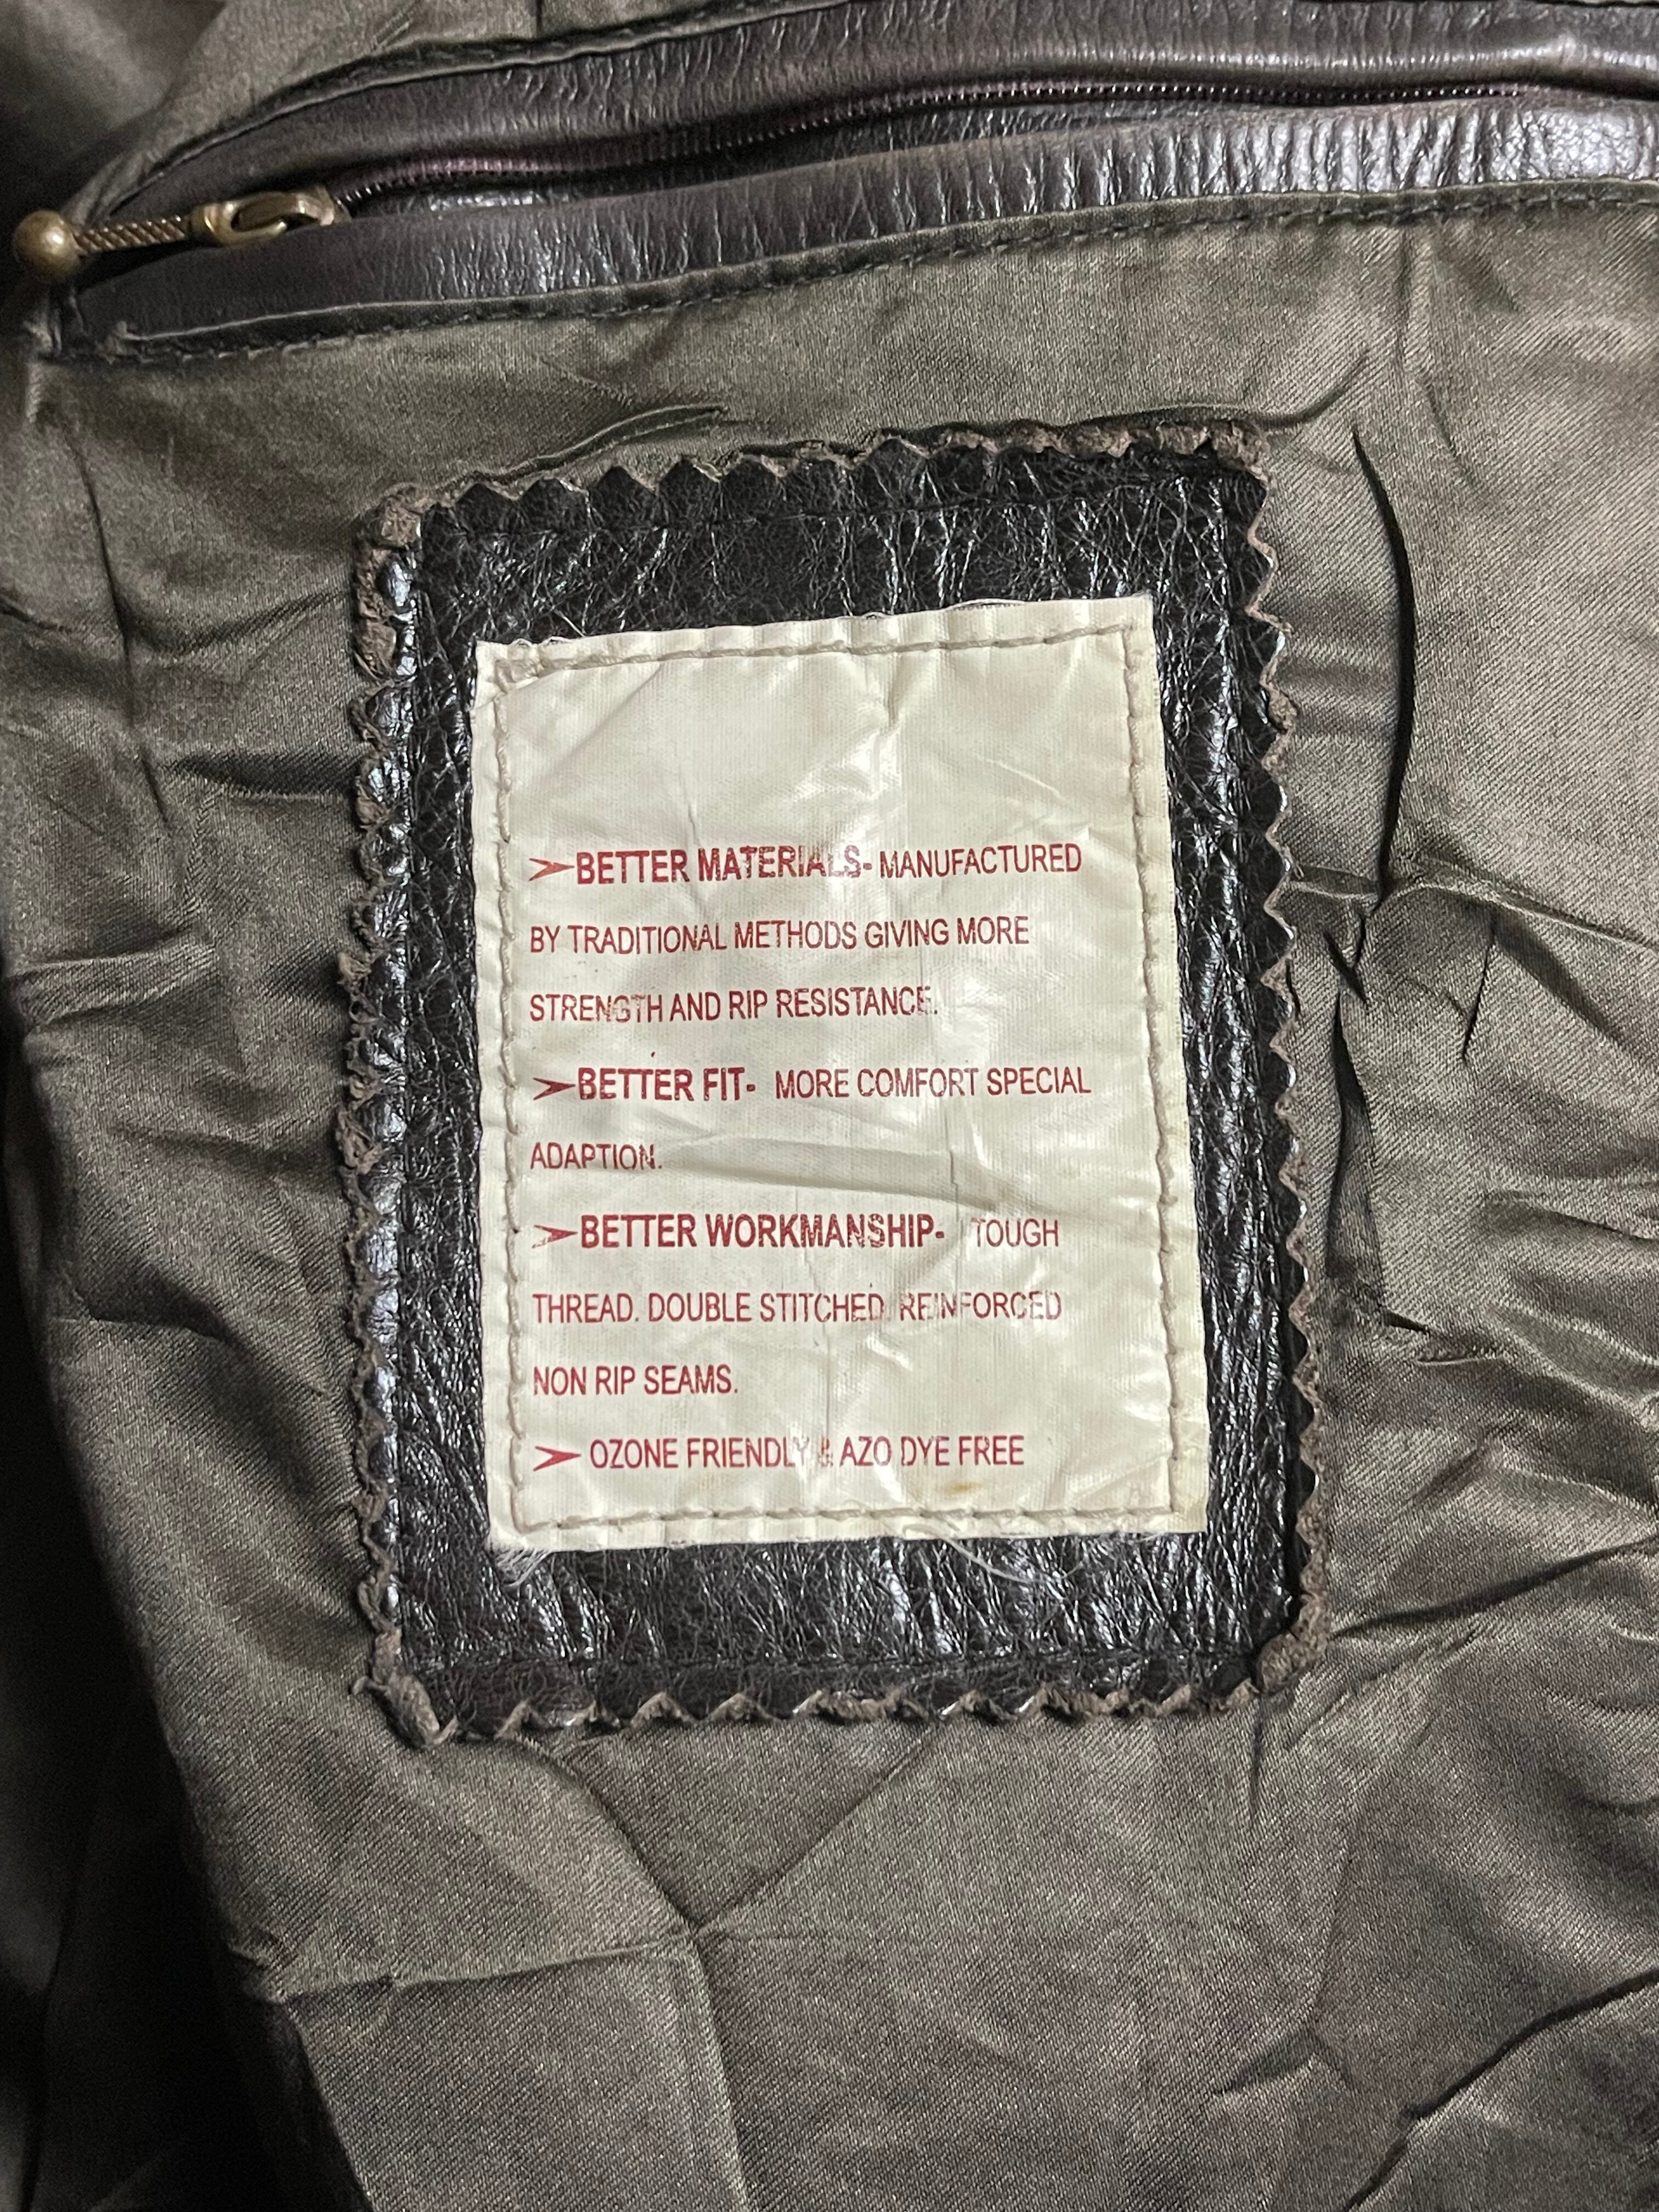 ➢BETTER MATERIALS- MANUFACTURED
BY TRADITIONAL METHODS GIVING MORE
STRENGTH AND RIP RESISTANCE.
➢BETTER FIT- MORE COMFORT SPECIAL
ADAPTION.
➢BETTER WORKMANSHIP- TOUGH
THREAD. DOUBLE STITCHED. REINFORCED
NON RIP SEAMS.
➢ OZONE FRIENDLY & AZO DYE FREE